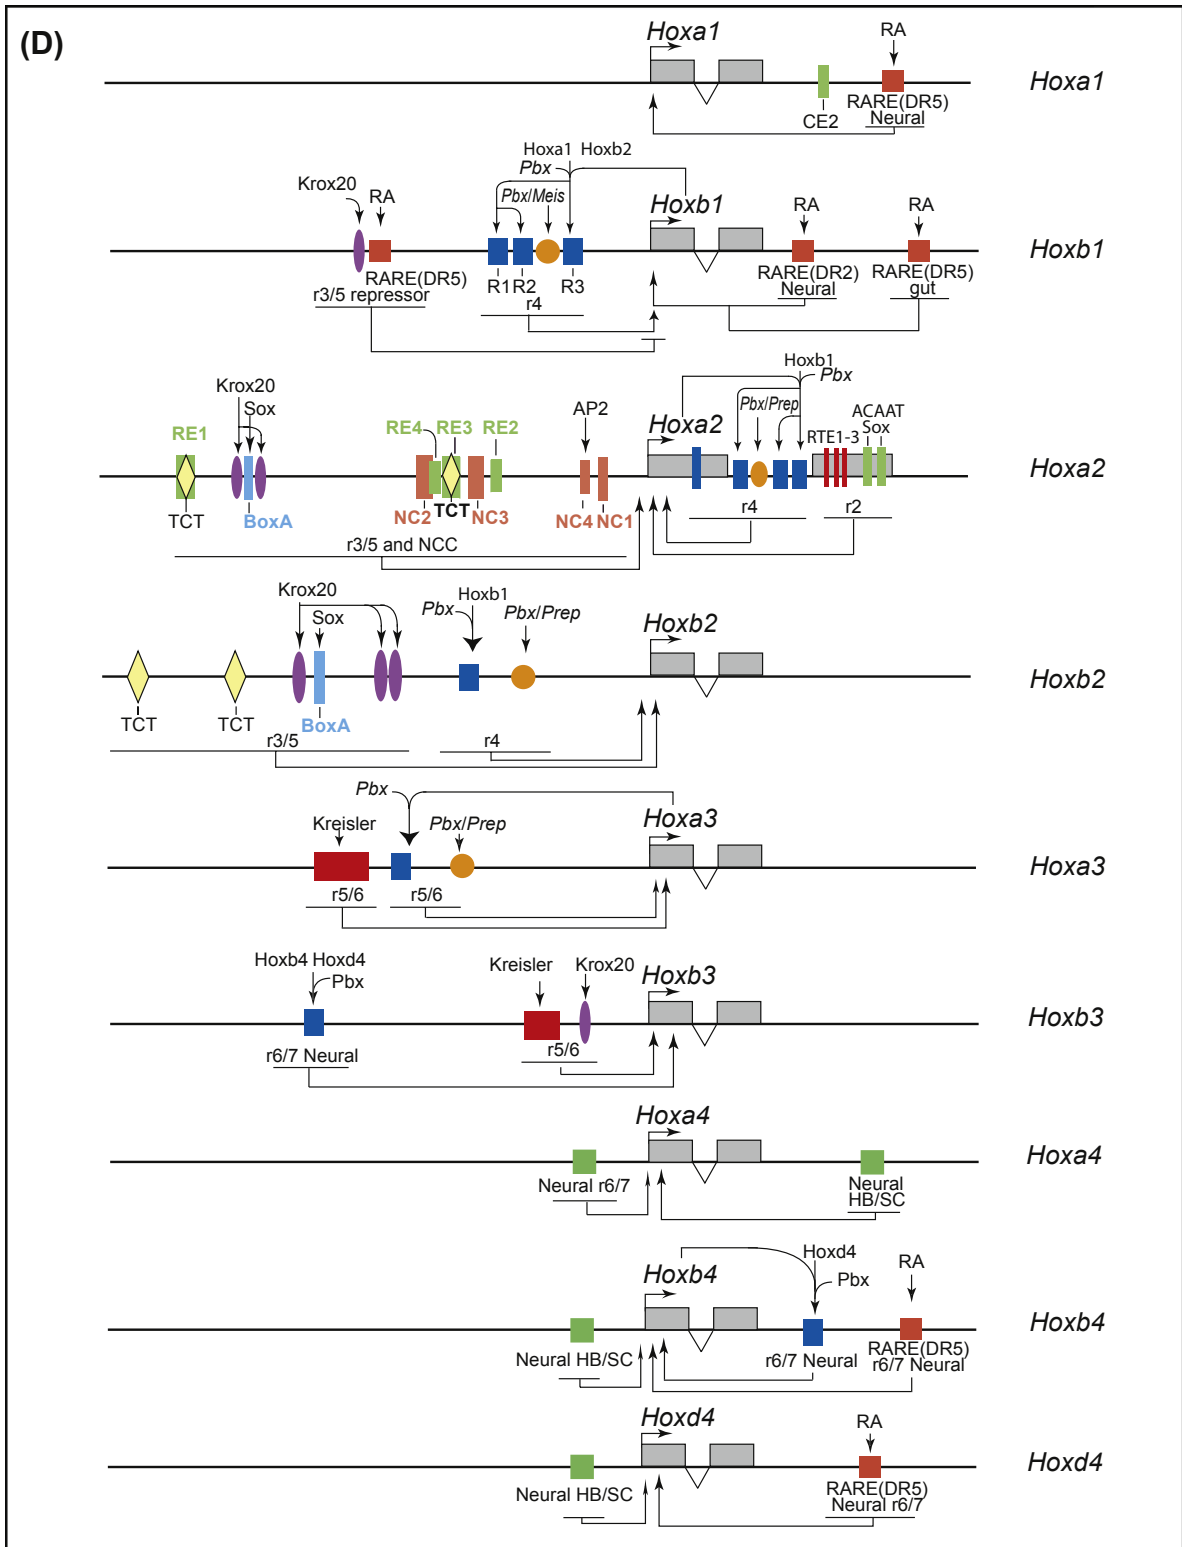 (D)
Hoxa1
RA
Hoxa1
CE2
RARE(DR5)
Neural
Hoxa1 Hoxb2
Pbx
Krox20
RA
Pbx/Meis
Hoxb1
RA
RA
Hoxb1
RARE(DR5)
r3/5 repressor
R1 R2 R3
r4
RARE(DR2)
Neural
RARE(DR5)
gut
Hoxb1
Pbx
Krox20
Sox
AP2
Pbx/Prep
ACAAT
Sox
RE1
RE4 RE3 RE2
Hoxa2
RTE1-3
Hoxa2
TCT
BoxA
NC2 TCT NC3
NC4 NC1
r4
r2
r3/5 and NCC
Krox20
Sox
Pbx
Hoxb1
Pbx/Prep
Hoxb2
Hoxb2
TCT
TCT
BoxA
r3/5
r4
Pbx
Kreisler
Pbx/Prep
Hoxa3
Hoxa3
r5/6
r5/6
Hoxb4 Hoxd4
Pbx
Kreisler
Krox20
Hoxb3
Hoxb3
r6/7 Neural
r5/6
Hoxa4
Hoxa4
Neural r6/7
Neural
HB/SC
Hoxd4
Pbx
RA
Hoxb4
Hoxb4
Neural HB/SC
r6/7 Neural
RARE(DR5)
r6/7 Neural
Hoxd4
RA
Hoxd4
Neural HB/SC
RARE(DR5)
Neural r6/7